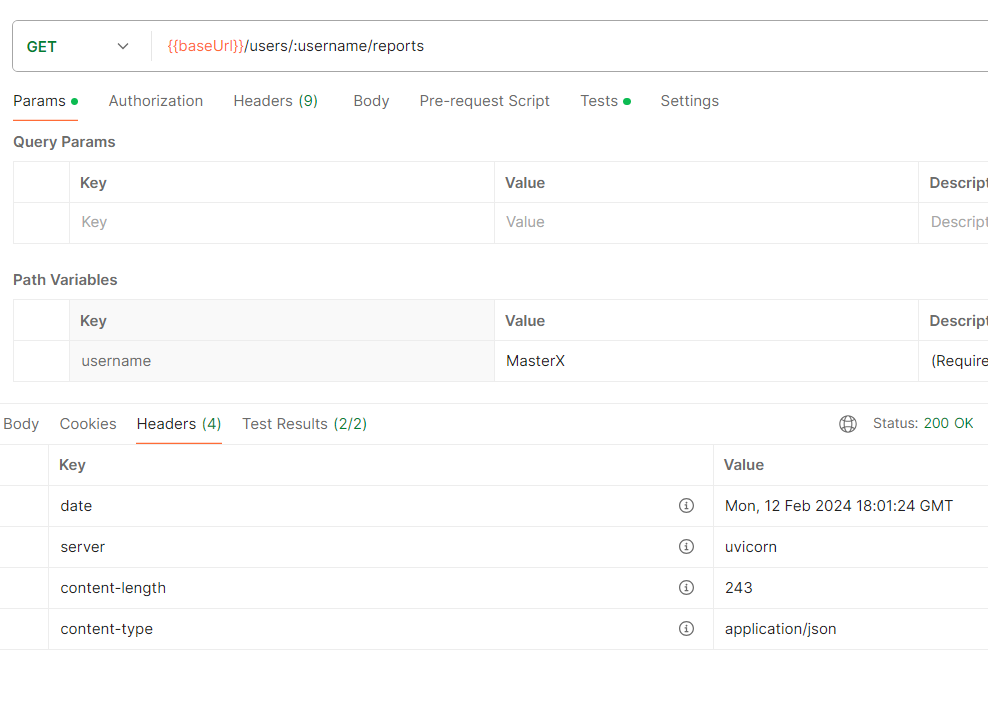 GET {{baseUrl}}/users/:username/reports
Params Authorization Headers (9) Body Pre-request Script Tests Settings
Query Params
Key Value Descript
Key Value Descript
Path Variables
Key Value Descript
username MasterX (Require
Body Cookies Headers (4) Test Results (2/2) Status: 200 OK
Key Value
date Mon, 12 Feb 2024 18:01:24 GMT
server uvicorn
content-length 243
content-type application/json